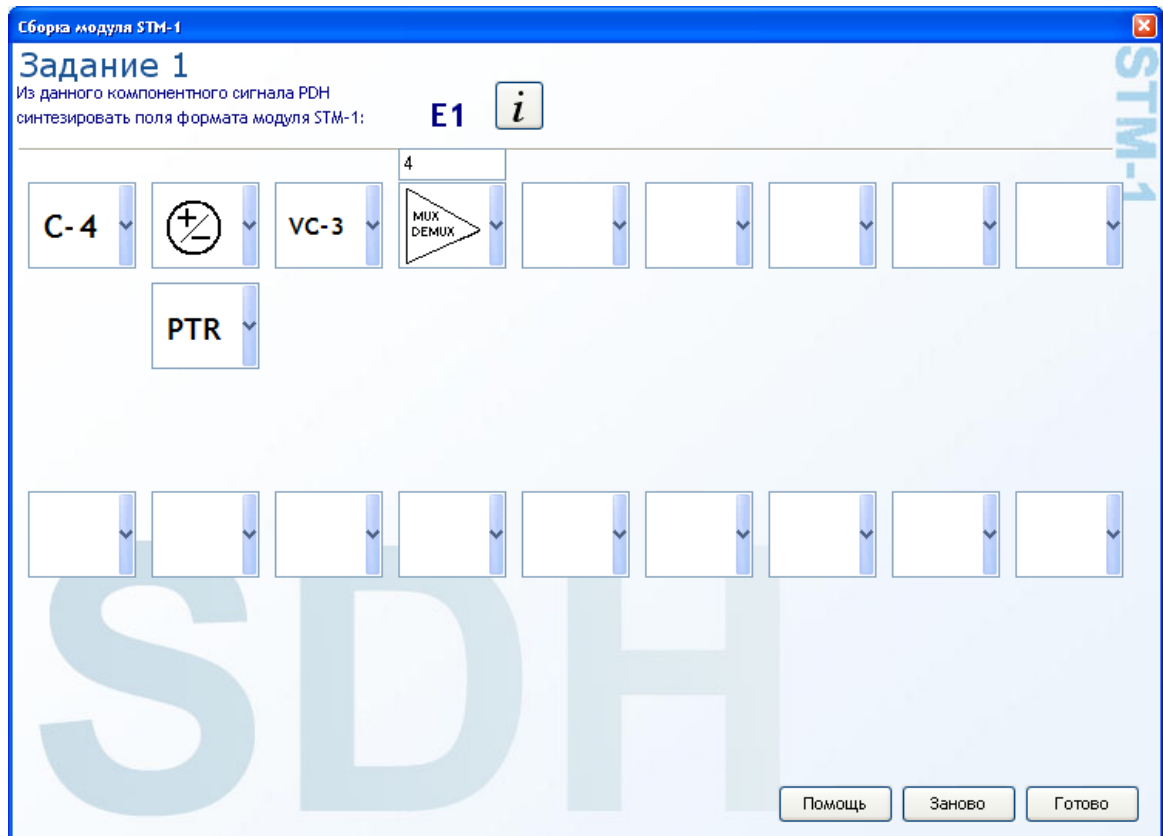 Сборка модуля STM-1
Задание 1
Из данного компонентного сигнала PDH
синтезировать поля формата модуля STM-1:
E1
i
STM-1
4
C-4
+/-
VC-3
MUX
DEMUX
PTR
SDH
Помощь
Заново
Готово